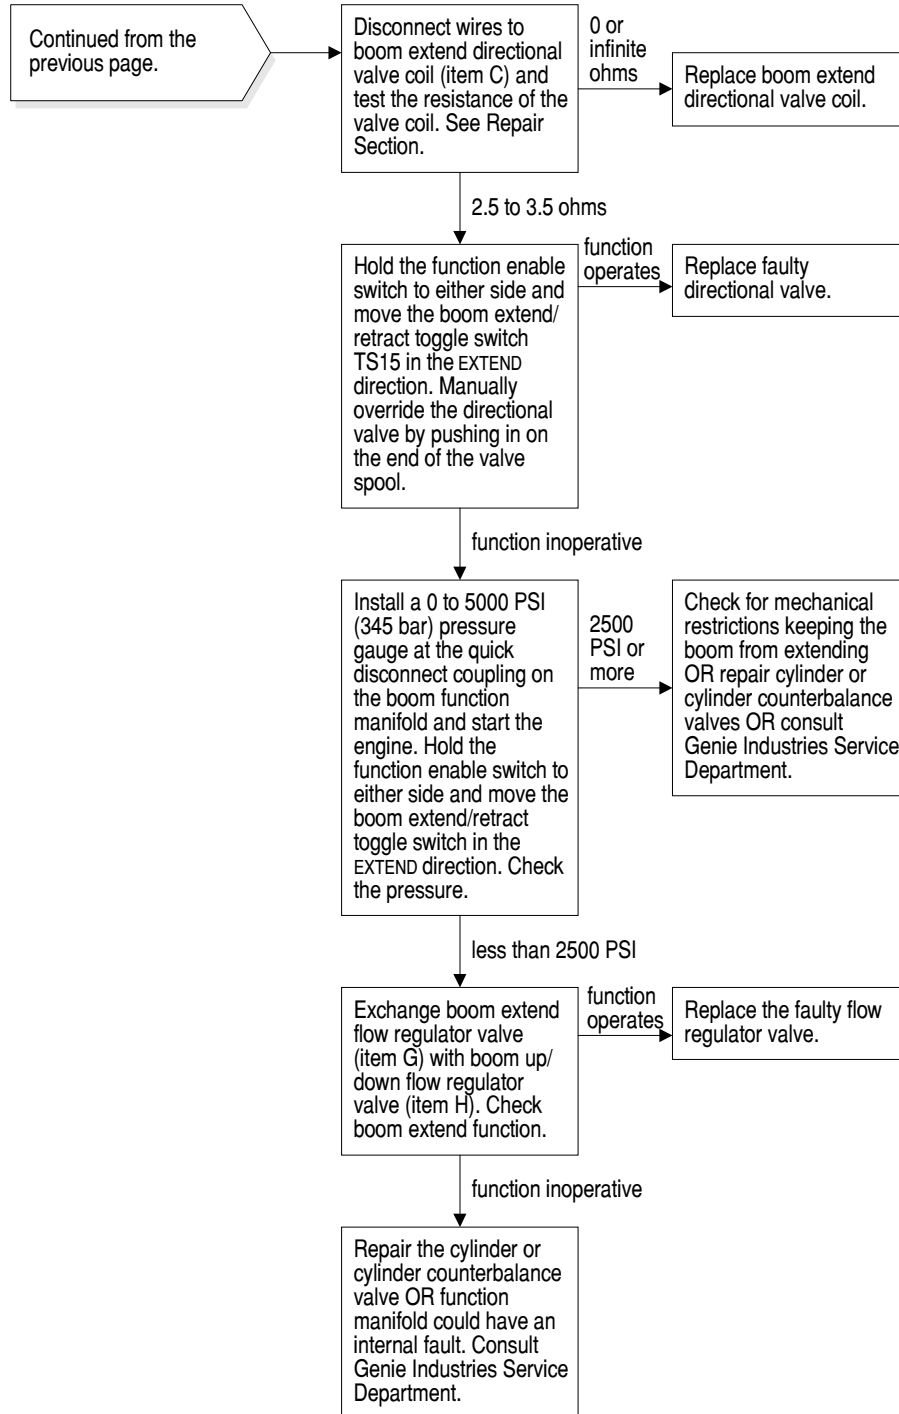 Continued from the
previous page.
Disconnect wires to
boom extend directional
valve coil (item C) and
test the resistance of the
valve coil. See Repair
Section.
0 or
infinite
ohms
Replace boom extend
directional valve coil.
2.5 to 3.5 ohms
Hold the function enable
switch to either side and
move the boom extend/
retract toggle switch
TS15 in the EXTEND
direction. Manually
override the directional
valve by pushing in on
the end of the valve
spool.
function
operates
Replace faulty
directional valve.
function inoperative
Install a 0 to 5000 PSI
(345 bar) pressure
gauge at the quick
disconnect coupling on
the boom function
manifold and start the
engine. Hold the
function enable switch to
either side and move the
boom extend/retract
toggle switch in the
EXTEND direction. Check
the pressure.
2500
PSI or
more
Check for mechanical
restrictions keeping the
boom from extending
OR repair cylinder or
cylinder counterbalance
valves OR consult
Genie Industries Service
Department.
less than 2500 PSI
Exchange boom extend
flow regulator valve
(item G) with boom up/
down flow regulator
valve (item H). Check
boom extend function.
function
operates
Replace the faulty flow
regulator valve.
function inoperative
Repair the cylinder or
cylinder counterbalance
valve OR function
manifold could have an
internal fault. Consult
Genie Industries Service
Department.